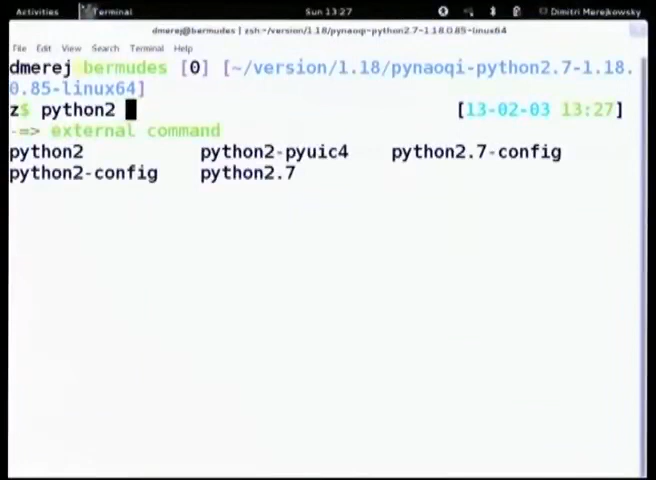 Activities Terminal Sun 13:27 Dimitri Merejkowsky
dmerej@bermudes | zsh:~/version/1.18/pynaoqi-python2.7-1.18.0.85-linux64
File Edit View Search Terminal Help
dmerej bermudes [0] [~/version/1.18/pynaoqi-python2.7-1.18.
0.85-linux64]
z$ python2 [13-02-03 13:27]
-=> external command
python2 python2-pyuic4 python2.7-config
python2-config python2.7